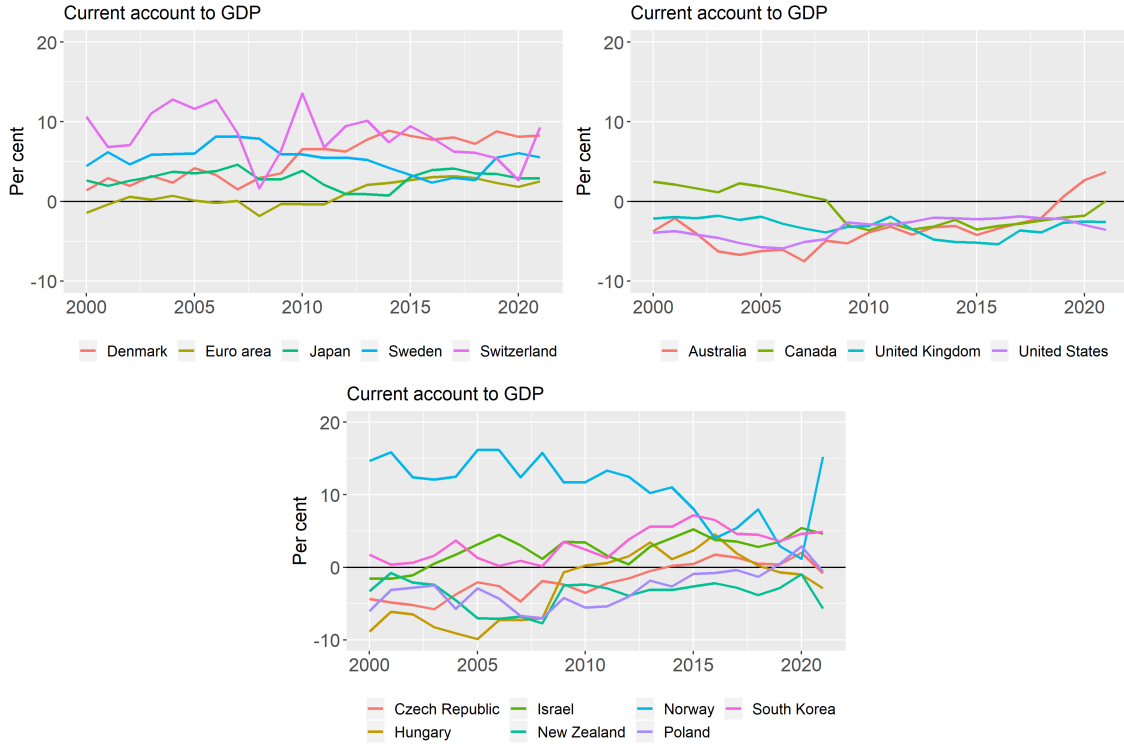 Current account to GDP
Per cent
20
10
0
-10
2000 2005 2010 2015 2020
Denmark Euro area Japan Sweden Switzerland
Current account to GDP
Per cent
20
10
0
-10
2000 2005 2010 2015 2020
Australia Canada United Kingdom United States
Current account to GDP
Per cent
20
10
0
-10
2000 2005 2010 2015 2020
Czech Republic Israel Norway South Korea
Hungary New Zealand Poland